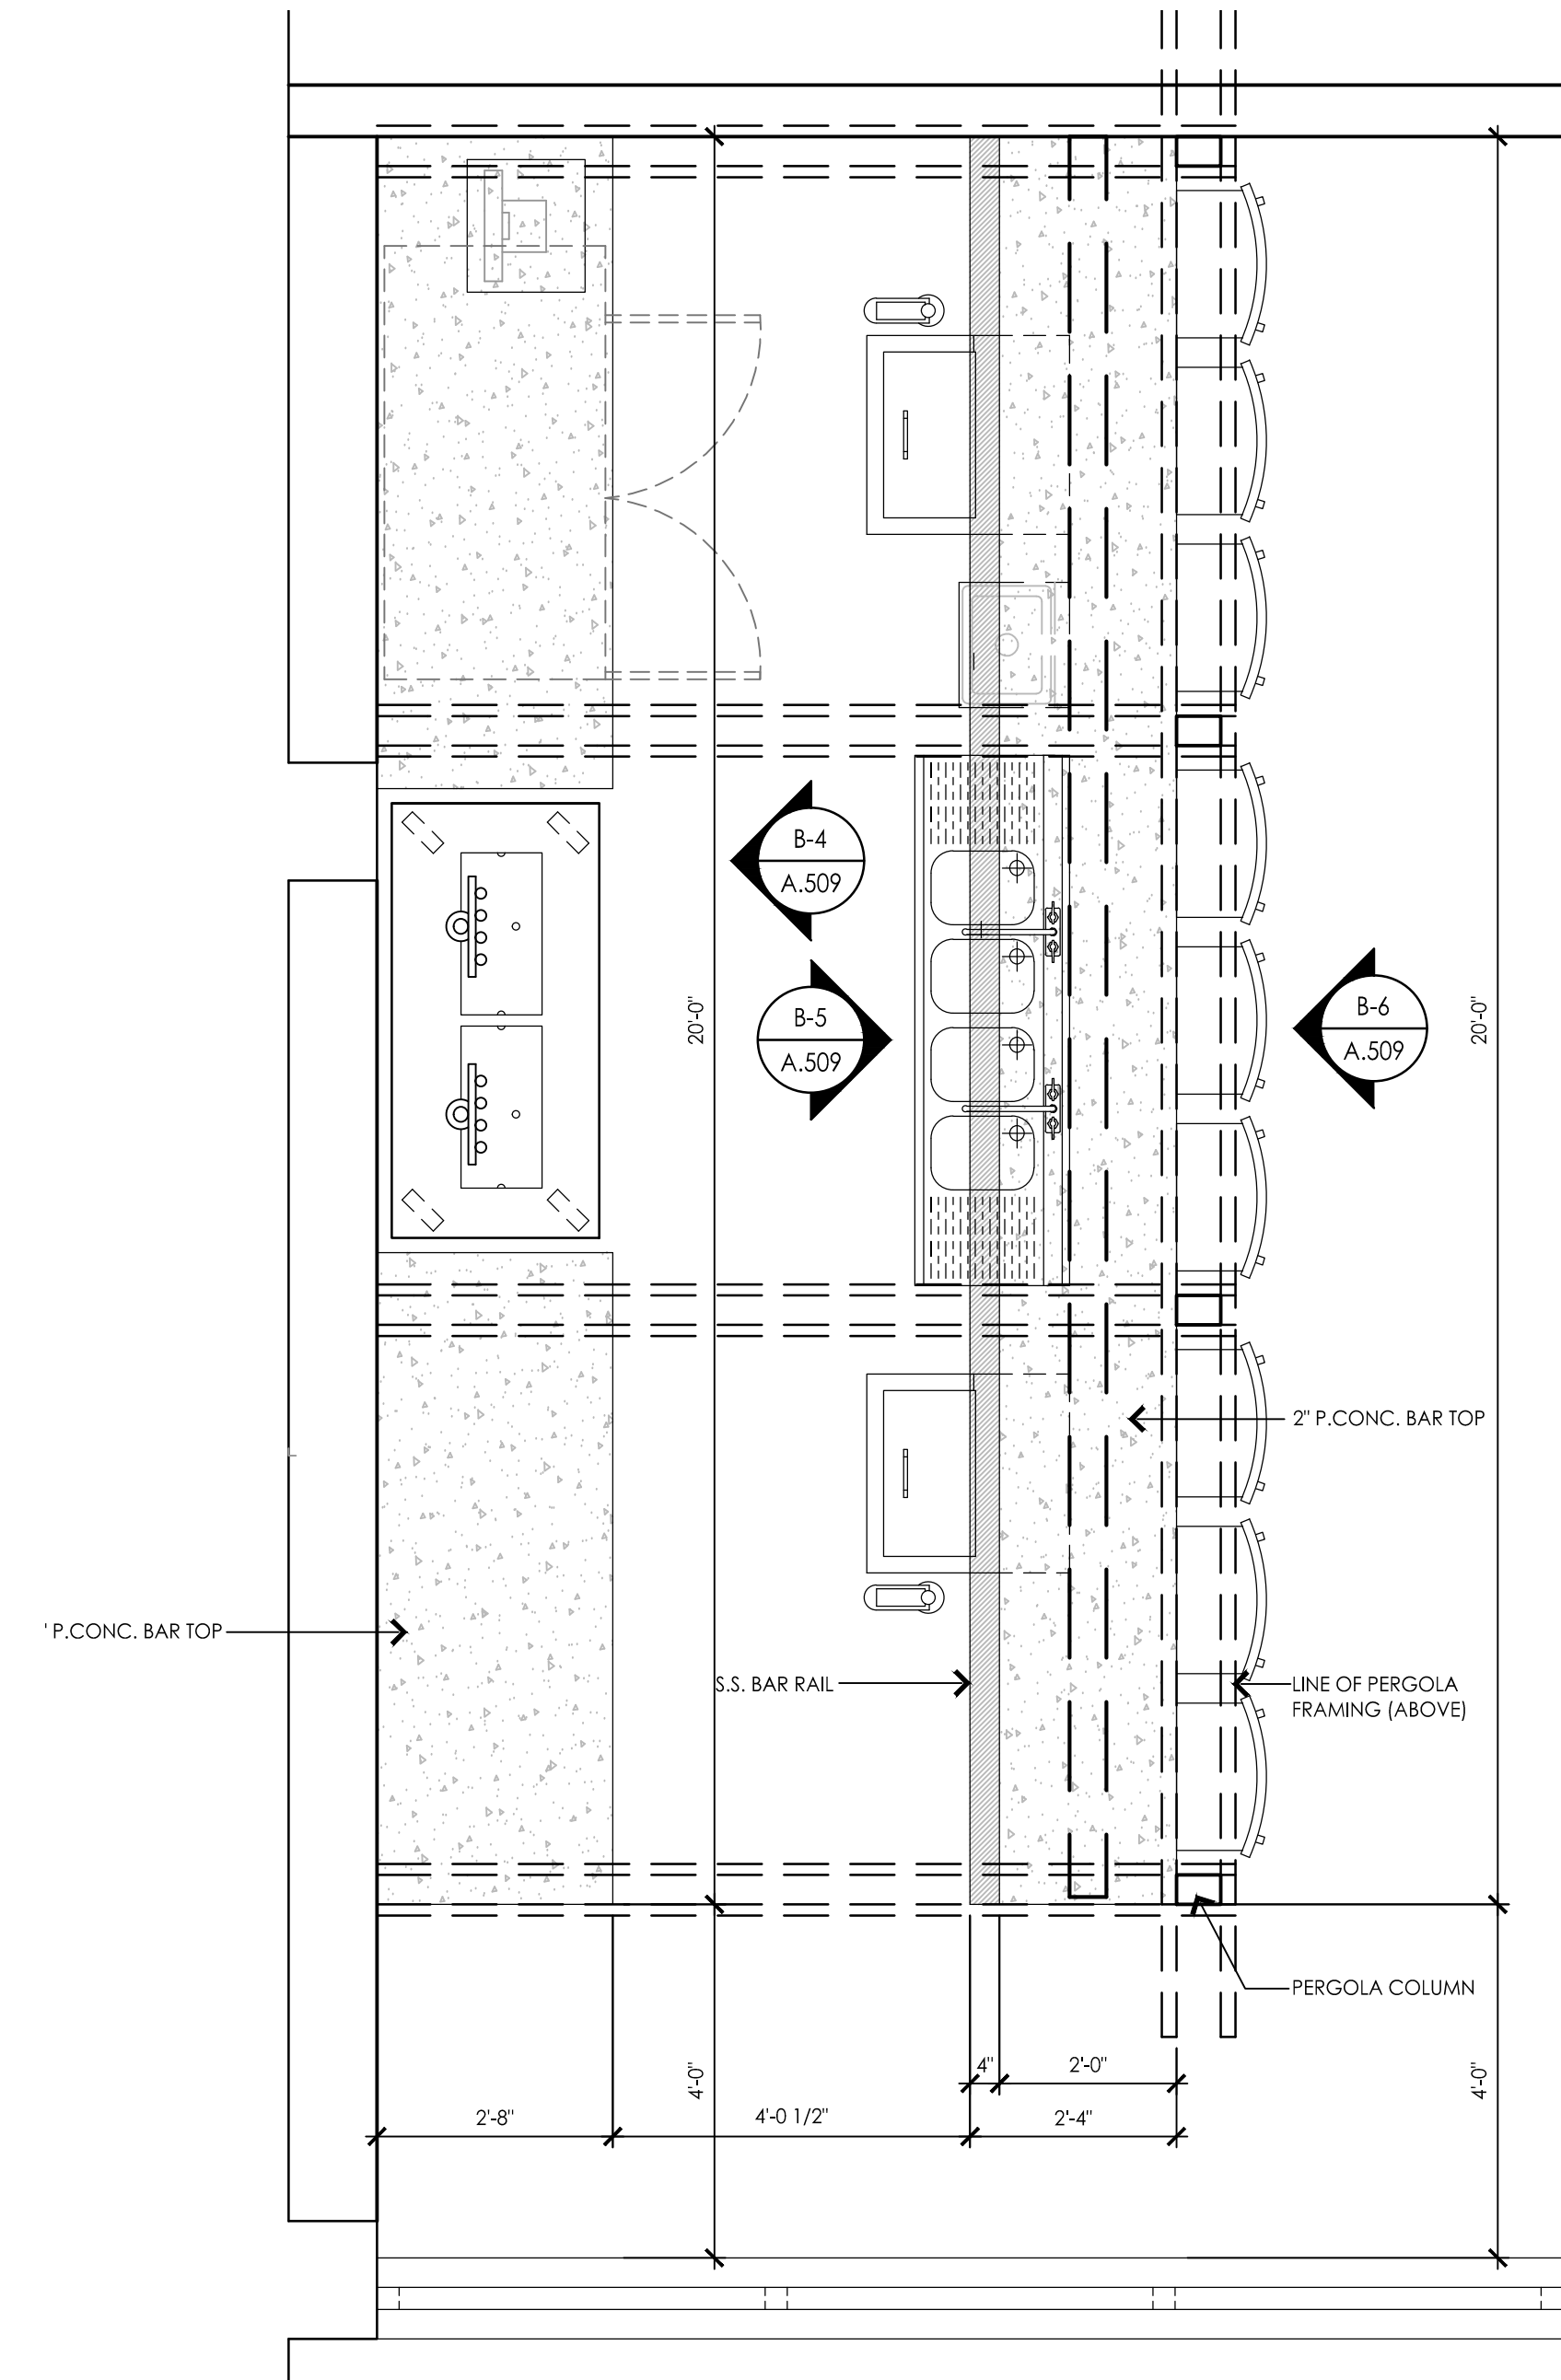 B-4
A.509
20'-0"
B-5
A.509
B-6
A.509
20'-0"
2" P.CONC. BAR TOP
' P.CONC. BAR TOP
S.S. BAR RAIL
LINE OF PERGOLA
FRAMING (ABOVE)
PERGOLA COLUMN
4'-0"
4"
2'-0"
4'-0"
2'-8"
4'-0 1/2"
2'-4"